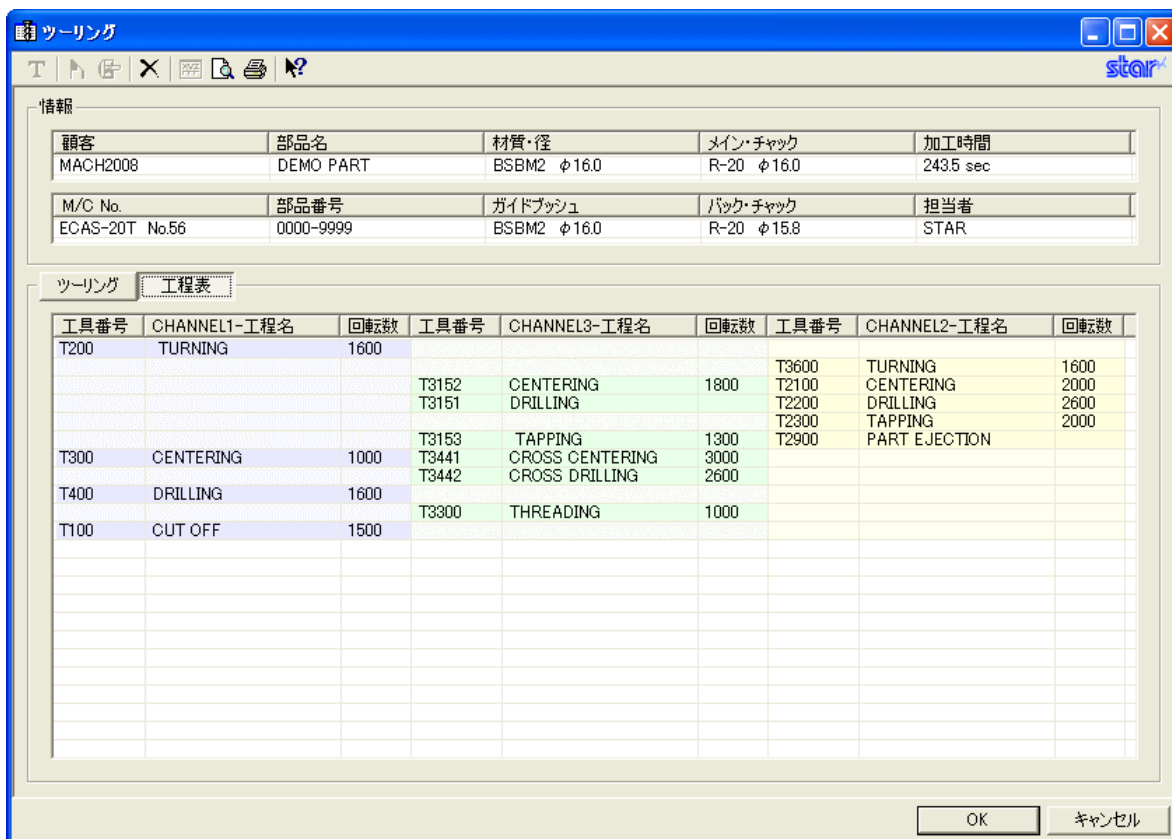 ツーリング
T
star
情報
顧客 部品名 材質・径 メイン・チャック 加工時間
MACH2008 DEMO PART BSBM2 φ16.0 R-20 φ16.0 243.5 sec
M/C No. 部品番号 ガイドブッシュ バック・チャック 担当者
ECAS-20T No.56 0000-9999 BSBM2 φ16.0 R-20 φ15.8 STAR
ツーリング 工程表
工具番号 CHANNEL1-工程名 回転数 工具番号 CHANNEL3-工程名 回転数 工具番号 CHANNEL2-工程名 回転数
T200 TURNING 1600
T3600 TURNING 1600
T3152 CENTERING 1800 T2100 CENTERING 2000
T3151 DRILLING T2200 DRILLING 2600
T2300 TAPPING 2000
T3153 TAPPING 1300 T2900 PART EJECTION
T300 CENTERING 1000 T3441 CROSS CENTERING 3000
T3442 CROSS DRILLING 2600
T400 DRILLING 1600
T3300 THREADING 1000
T100 CUT OFF 1500
OK キャンセル